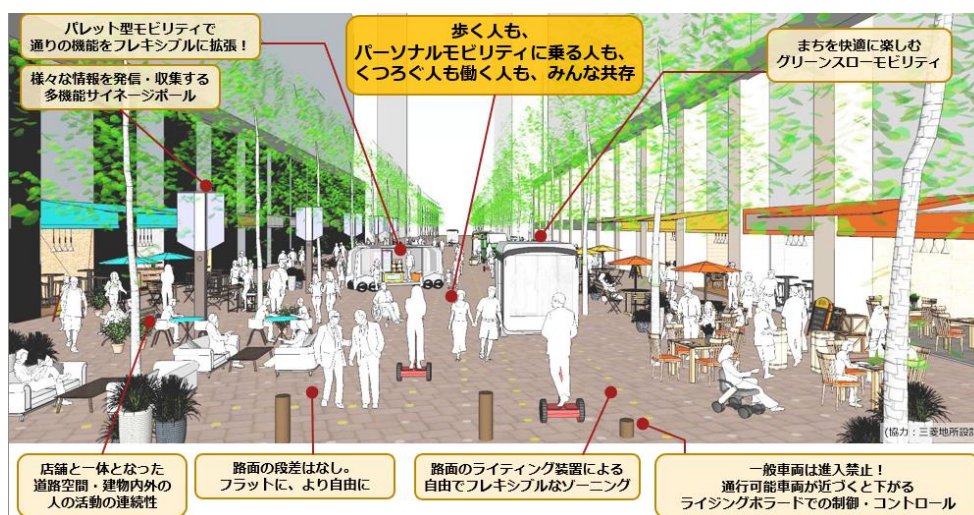 パレット型モビリティで
通りの機能をフレキシブルに拡張！
様々な情報を発信・収集する
多機能サイネージポール
歩く人も、
パーソナルモビリティに乗る人も、
くつろぐ人も働く人も、みんな共存
まちを快適に楽しむ
グリーンスローモビリティ
(協力：三菱地所設計
店舗と一体となった
道路空間・建物内外の
人の活動の連続性
路面の段差はなし。
フラットに、より自由に
路面のライティング装置による
自由でフレキシブルなゾーニング
一般車両は進入禁止！
通行可能車両が近づくと下がる
ライジングボラードでの制御・コントロール